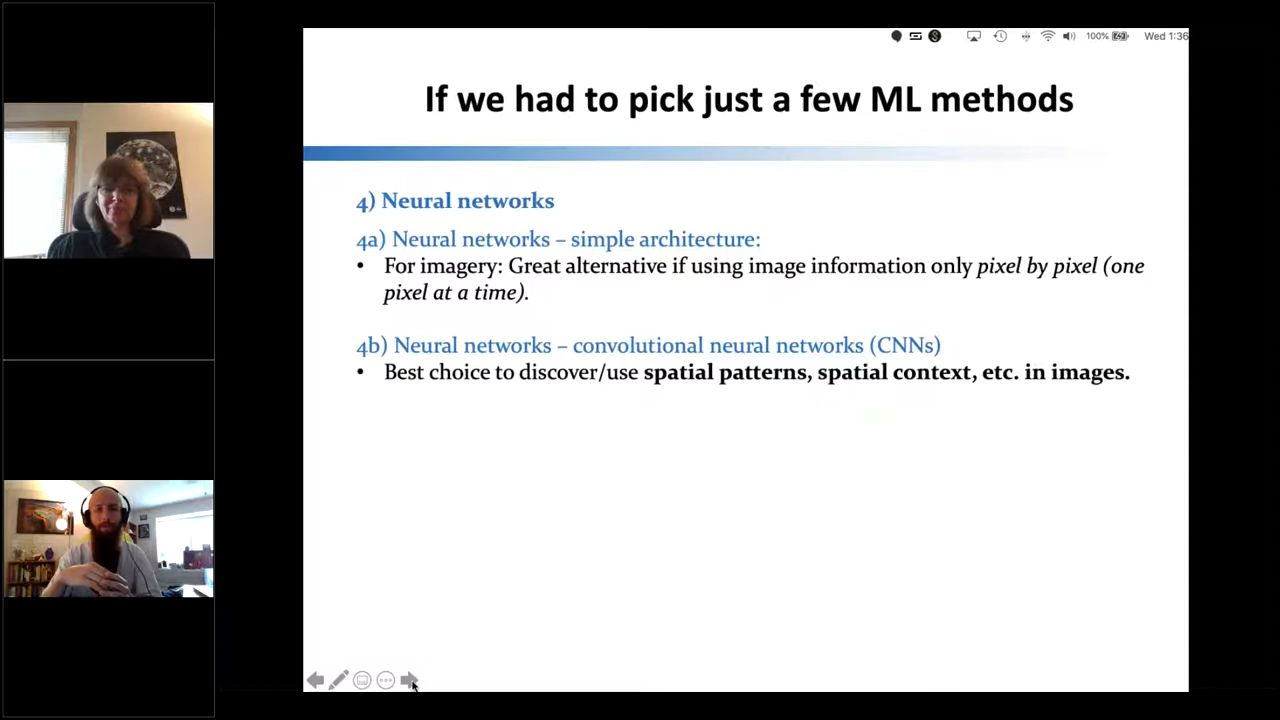 100%
Wed 1:36
If we had to pick just a few ML methods
4) Neural networks
4a) Neural networks – simple architecture:
• For imagery: Great alternative if using image information only pixel by pixel (one
pixel at a time).
4b) Neural networks – convolutional neural networks (CNNs)
• Best choice to discover/use spatial patterns, spatial context, etc. in images.